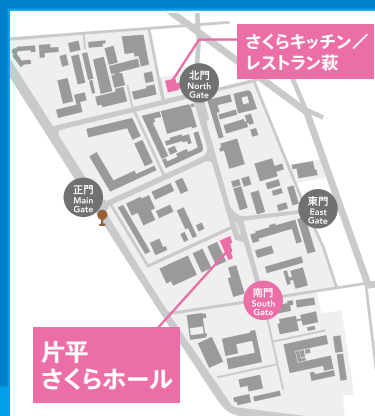 さくらキッチン／
レストラン萩
北門
North
Gate
正門
Main
Gate
東門
East
Gate
南門
South
Gate
片平
さくらホール